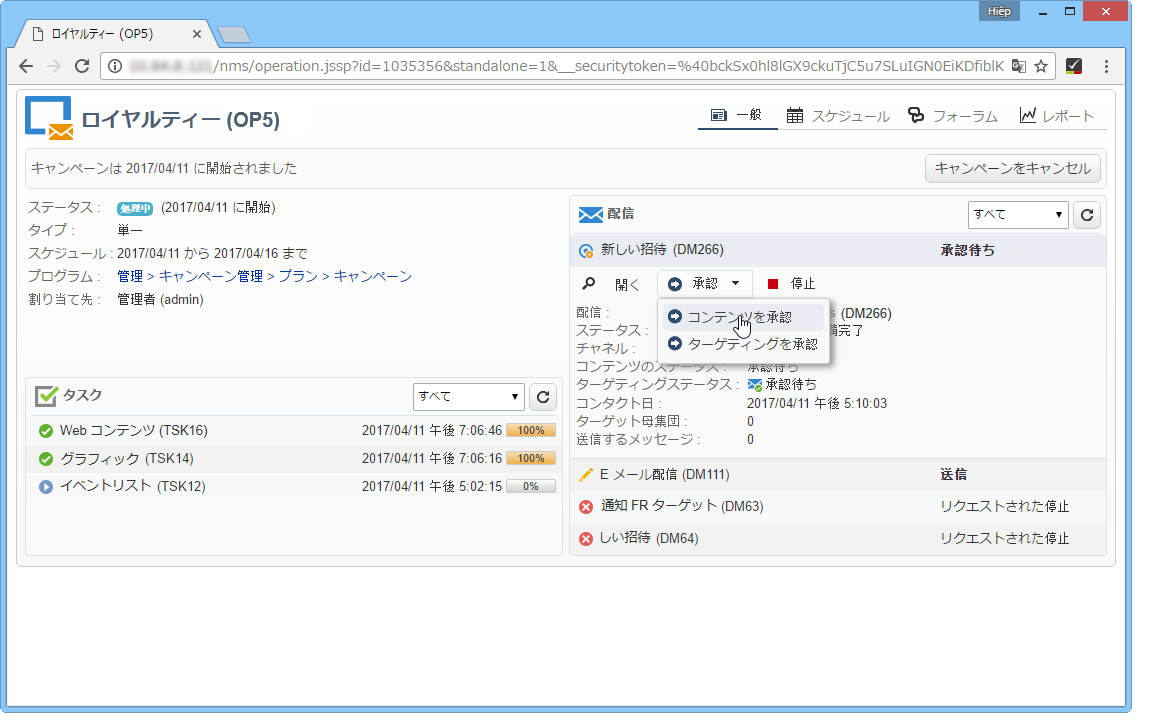 Hiệp
ロイヤルティー (OP5)
/nms/operation.jssp?id=1035356&standalone=1&__securitytoken=%40bckSx0hl8lGX9ckuTjC5u7SLuIGN0EiKDfiblK
ロイヤルティー (OP5)
一般 スケジュール フォーラム レポート
キャンペーンは 2017/04/11 に開始されました キャンペーンをキャンセル
ステータス : 処理中 (2017/04/11 に開始)
タイプ : 単一
スケジュール : 2017/04/11 から 2017/04/16 まで
プログラム : 管理 > キャンペーン管理 > プラン > キャンペーン
割り当て先 : 管理者 (admin)
タスク すべて
Web コンテンツ (TSK16) 2017/04/11 午後 7:06:46 100%
グラフィック (TSK14) 2017/04/11 午後 7:06:16 100%
イベントリスト (TSK12) 2017/04/11 午後 5:02:15 0%
配信 すべて
新しい招待 (DM266) 承認待ち
開く 承認 停止
コンテンツを承認
ターゲティングを承認
配信 : s (DM266)
ステータス : 備完了
チャネル :
コンテンツのステータス : 承認待ち
ターゲティングステータス : 承認待ち
コンタクト日 : 2017/04/11 午後 5:10:03
ターゲット母集団 : 0
送信するメッセージ : 0
E メール配信 (DM111) 送信
通知 FR ターゲット (DM63) リクエストされた停止
しい招待 (DM64) リクエストされた停止